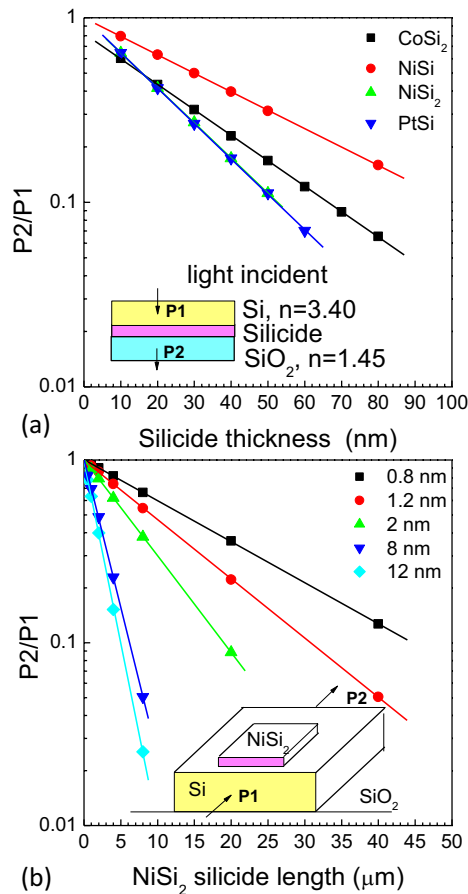 1
0.1
0.01
P2/P1
CoSi₂
NiSi
NiSi₂
PtSi
light incident
P1
Si, n=3.40
Silicide
P2
SiO₂, n=1.45
0 10 20 30 40 50 60 70 80 90 100
(a)
Silicide thickness (nm)
1
0.1
0.01
P2/P1
0.8 nm
1.2 nm
2 nm
8 nm
12 nm
P2
NiSi₂
Si
P1
SiO₂
0 5 10 15 20 25 30 35 40 45 50
(b)
NiSi₂ silicide length (μm)